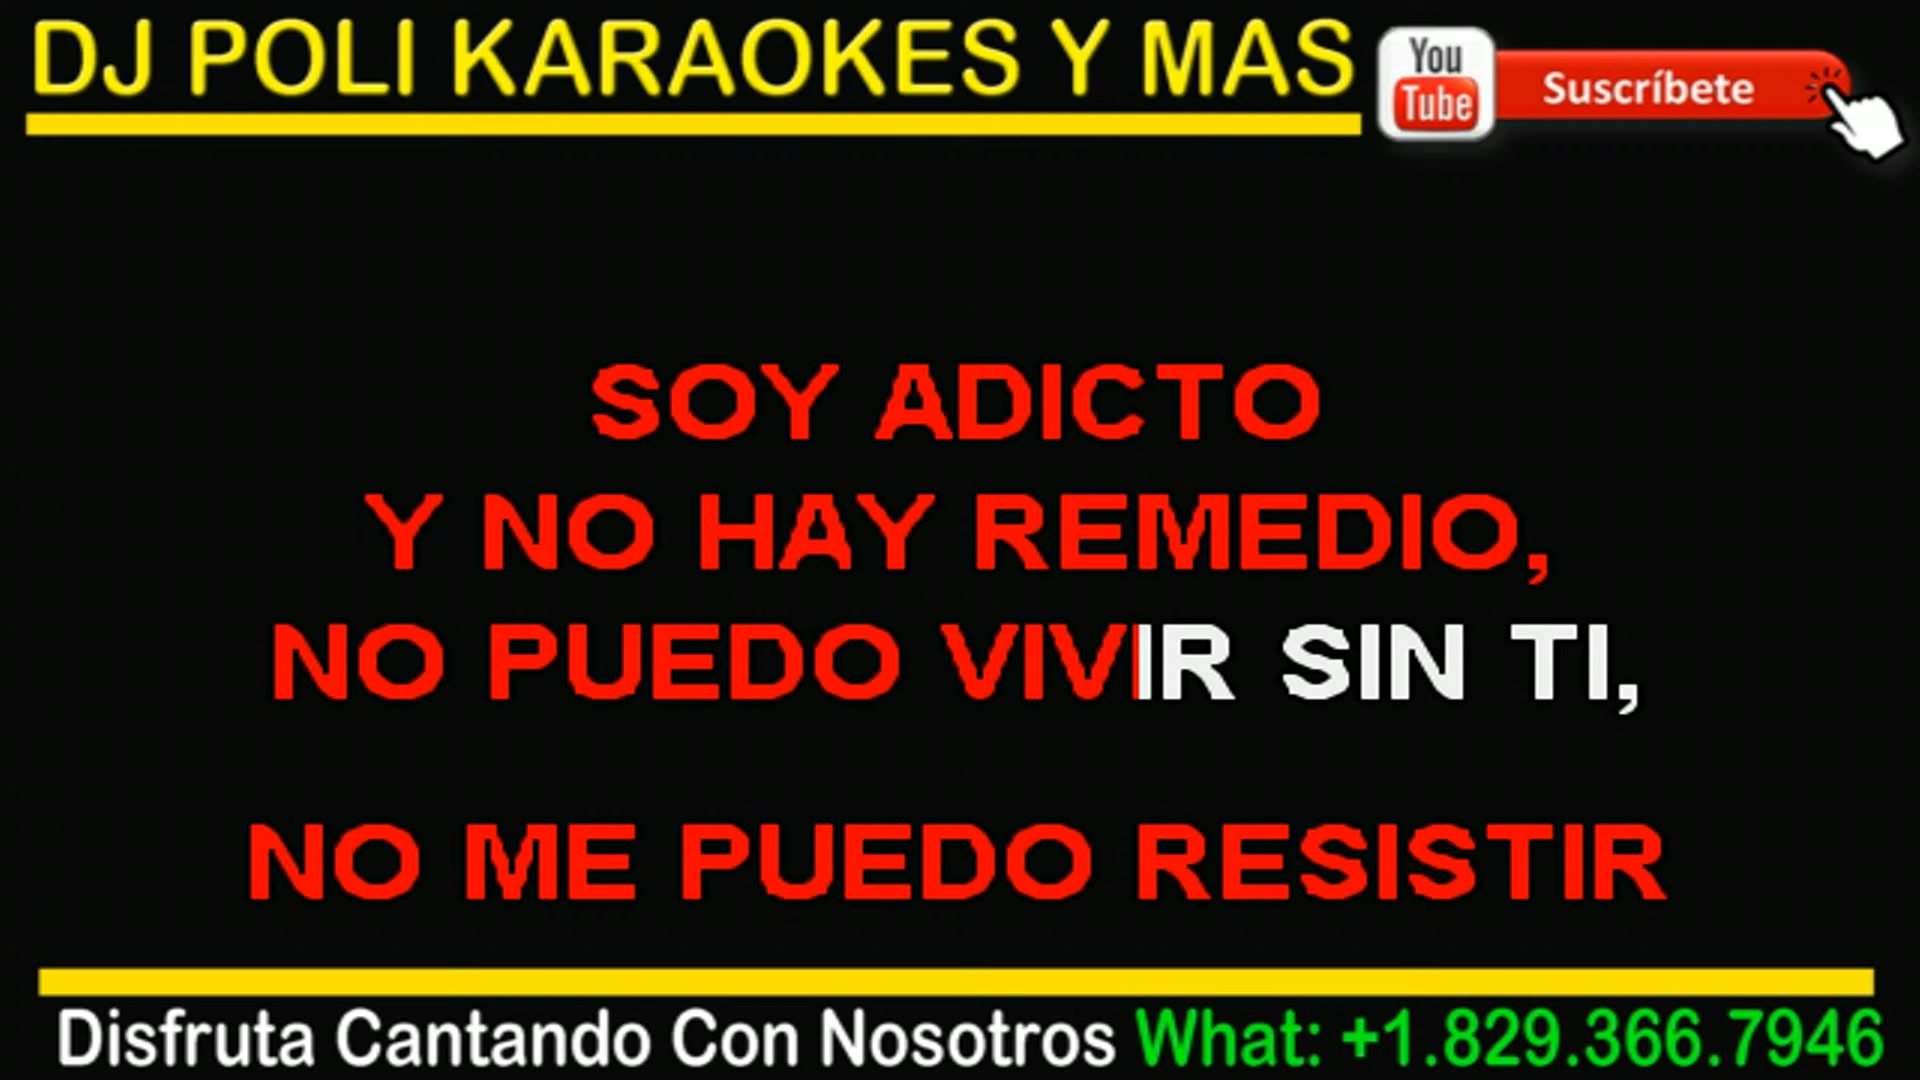 DJ POLI KARAOKES Y MAS
You
Tube
Suscríbete
SOY ADICTO
Y NO HAY REMEDIO,
NO PUEDO VIVIR SIN TI,
NO ME PUEDO RESISTIR
Disfruta Cantando Con Nosotros What: +1.829.366.7946